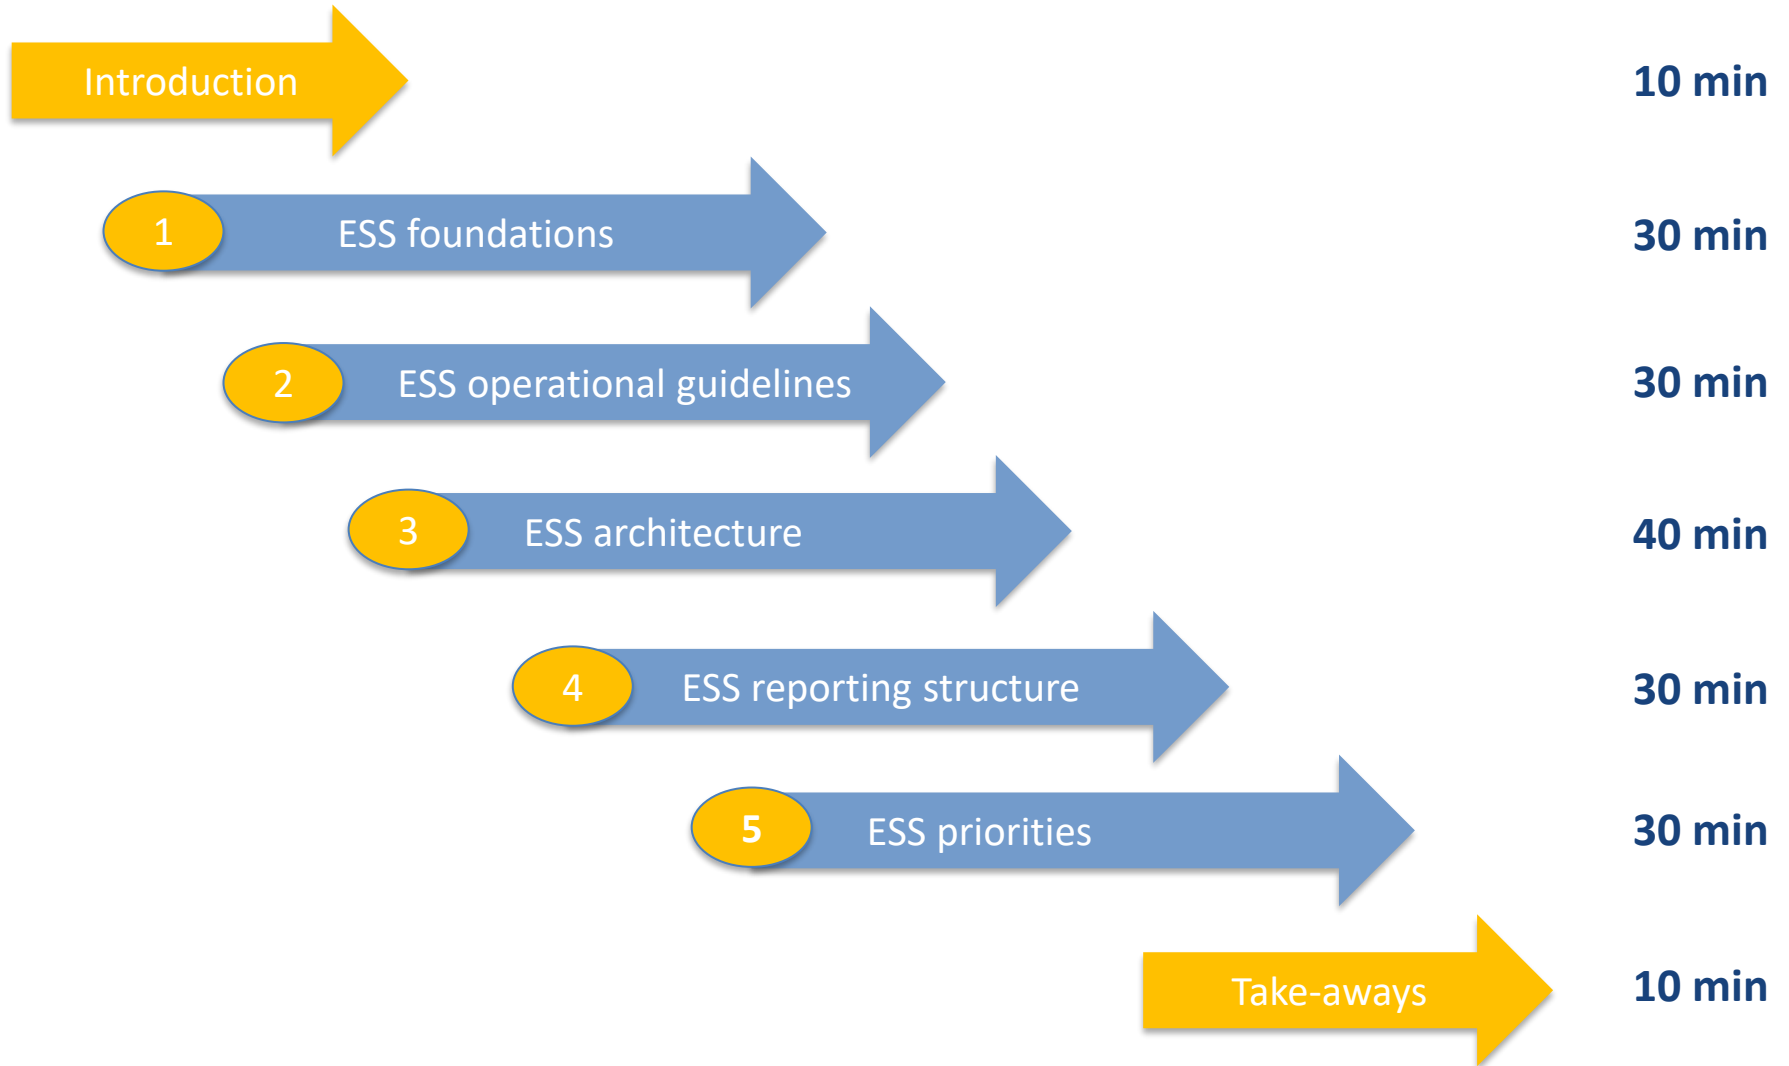 Introduction 10 min
1 ESS foundations 30 min
2 ESS operational guidelines 30 min
3 ESS architecture 40 min
4 ESS reporting structure 30 min
5 ESS priorities 30 min
Take-aways 10 min